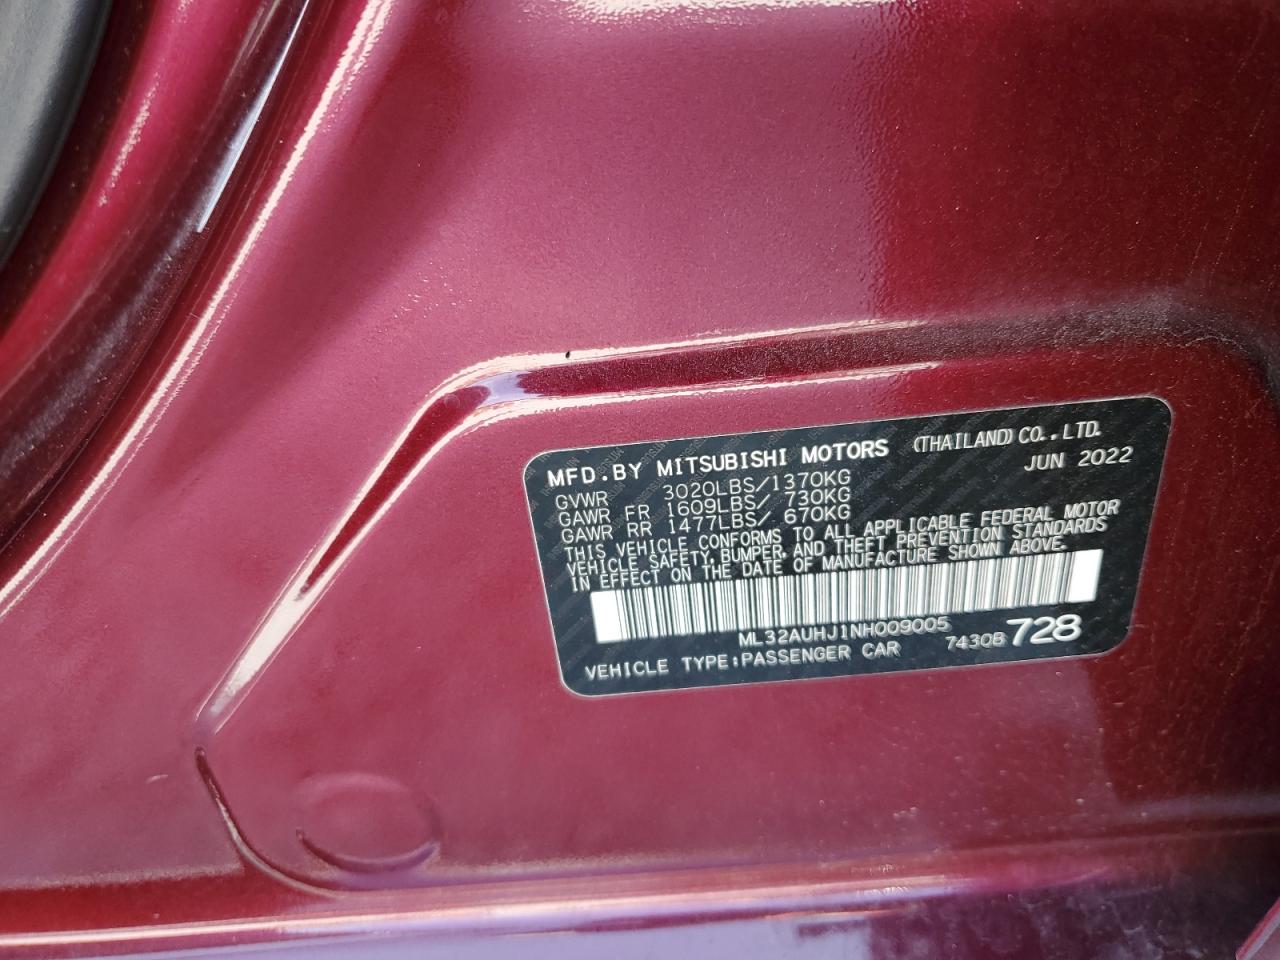 MFD. BY MITSUBISHI MOTORS (THAILAND) CO., LTD.
JUN 2022
GVWR 3020LBS/1370KG
GAWR FR 1609LBS/ 730KG
GAWR RR 1477LBS/ 670KG
THIS VEHICLE CONFORMS TO ALL APPLICABLE FEDERAL MOTOR
VEHICLE SAFETY, BUMPER, AND THEFT PREVENTION STANDARDS
IN EFFECT ON THE DATE OF MANUFACTURE SHOWN ABOVE.
ML32AUHJ1NH009005
VEHICLE TYPE:PASSENGER CAR 7430B 728